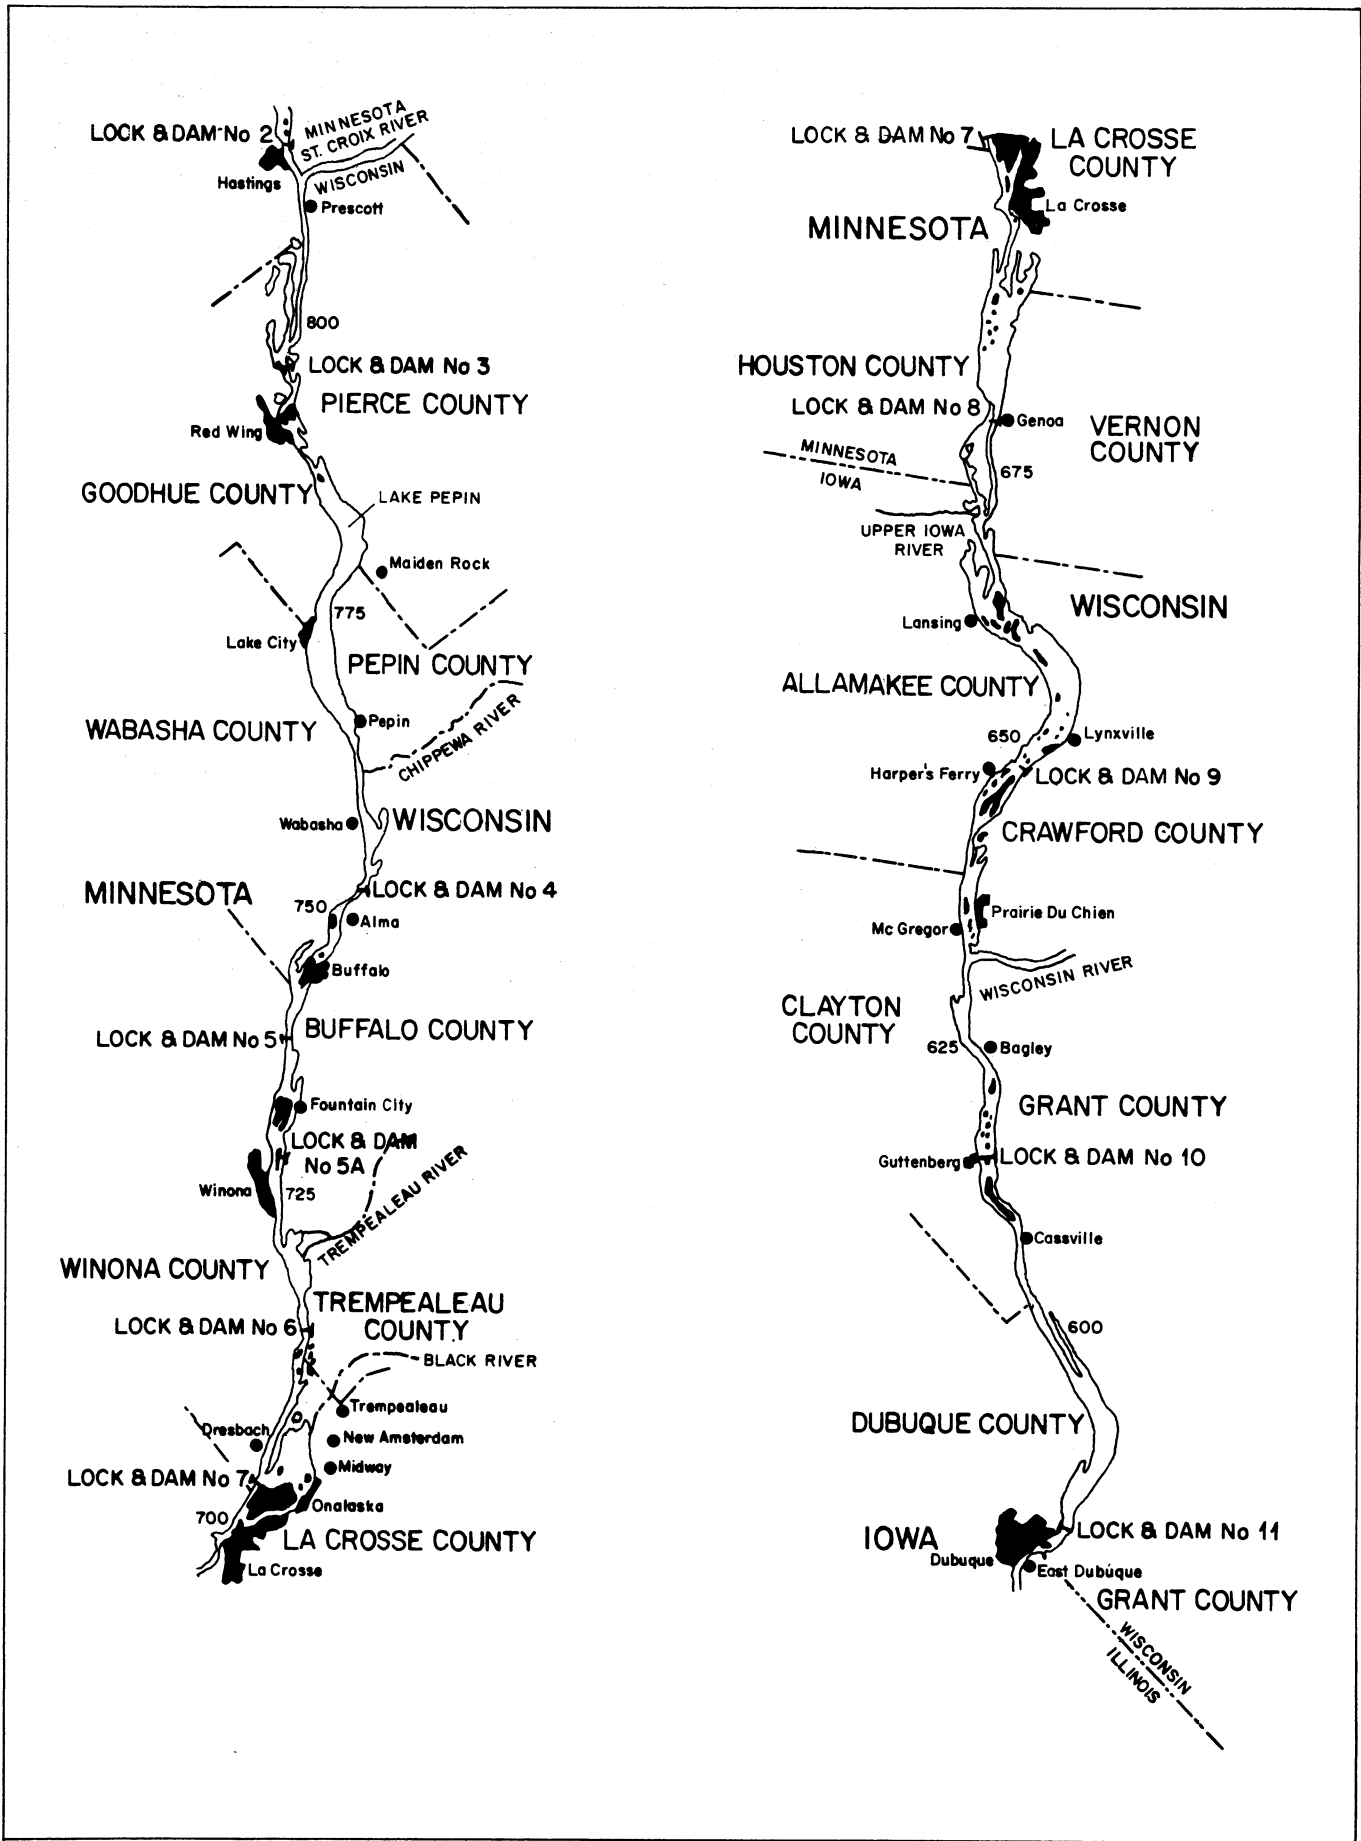 LOCK & DAM No 2
MINNESOTA
ST. CROIX RIVER
WISCONSIN
Hastings
Prescott
800
LOCK & DAM No 3
PIERCE COUNTY
Red Wing
GOODHUE COUNTY
LAKE PEPIN
Maiden Rock
775
Lake City
PEPIN COUNTY
WABASHA COUNTY
Pepin
CHIPPEWA RIVER
Wabasha
WISCONSIN
MINNESOTA
LOCK & DAM No 4
750
Alma
Buffalo
BUFFALO COUNTY
LOCK & DAM No 5
Fountain City
LOCK & DAM
No 5A
Winona
725
TREMPEALEAU RIVER
WINONA COUNTY
TREMPEALEAU
COUNTY
LOCK & DAM No 6
BLACK RIVER
Trempealeau
Dresbach
New Amsterdam
Midway
LOCK & DAM No 7
Onalaska
700
LA CROSSE COUNTY
La Crosse
LOCK & DAM No 7
LA CROSSE
COUNTY
La Crosse
MINNESOTA
HOUSTON COUNTY
LOCK & DAM No 8
Genoa
VERNON
COUNTY
MINNESOTA
IOWA
675
UPPER IOWA
RIVER
WISCONSIN
Lansing
ALLAMAKEE COUNTY
650
Lynxville
Harper's Ferry
LOCK & DAM No 9
CRAWFORD COUNTY
Prairie Du Chien
Mc Gregor
WISCONSIN RIVER
CLAYTON
COUNTY
625
Bagley
GRANT COUNTY
Guttenberg
LOCK & DAM No 10
Cassville
600
DUBUQUE COUNTY
IOWA
LOCK & DAM No 11
Dubuque
East Dubuque
GRANT COUNTY
WISCONSIN
ILLINOIS